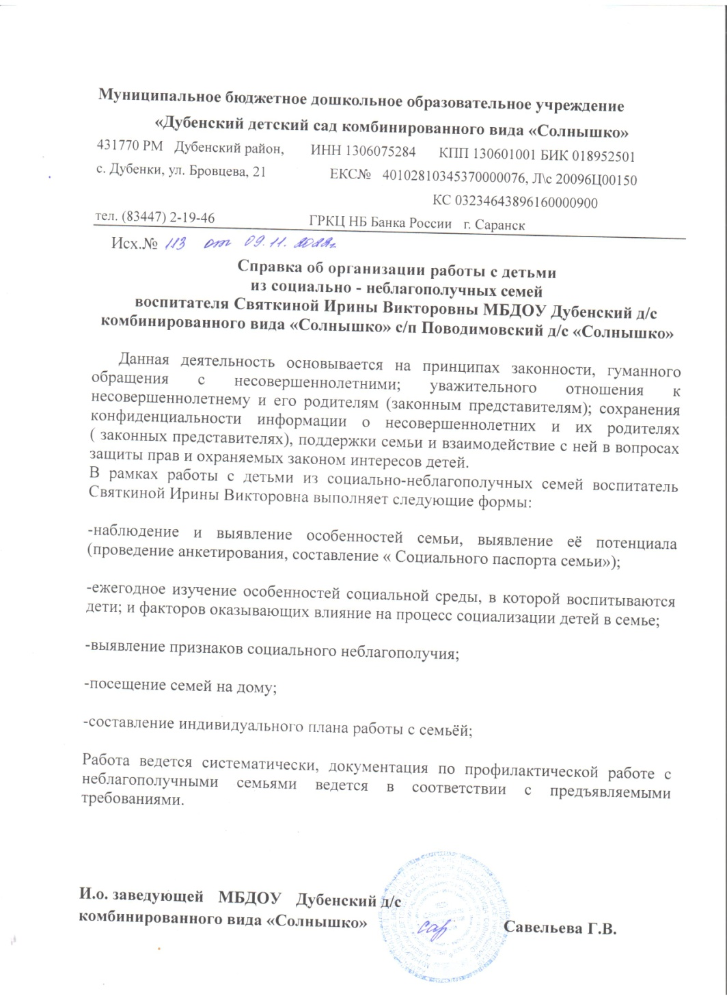 Муниципальное бюджетное дошкольное образовательное учреждение
«Дубенский детский сад комбинированного вида «Солнышко»
431770 РМ Дубенский район, ИНН 1306075284 КПП 130601001 БИК 018952501
с. Дубенки, ул. Бровцева, 21 ЕКС№ 40102810345370000076, Л\с 20096Ц00150
КС 03234643896160000900
тел. (83447) 2-19-46 ГРКЦ НБ Банка России г. Саранск
Исх.№ 113 от 09.11.2022г
Справка об организации работы с детьми
из социально - неблагополучных семей
воспитателя Святкиной Ирины Викторовны МБДОУ Дубенский д/с
комбинированного вида «Солнышко» с/п Поводимовский д/с «Солнышко»
Данная деятельность основывается на принципах законности, гуманного
обращения с несовершеннолетними; уважительного отношения к
несовершеннолетнему и его родителям (законным представителям); сохранения
конфиденциальности информации о несовершеннолетних и их родителях
( законных представителях), поддержки семьи и взаимодействие с ней в вопросах
защиты прав и охраняемых законом интересов детей.
В рамках работы с детьми из социально-неблагополучных семей воспитатель
Святкиной Ирины Викторовна выполняет следующие формы:
-наблюдение и выявление особенностей семьи, выявление её потенциала
(проведение анкетирования, составление « Социального паспорта семьи»);
-ежегодное изучение особенностей социальной среды, в которой воспитываются
дети; и факторов оказывающих влияние на процесс социализации детей в семье;
-выявление признаков социального неблагополучия;
-посещение семей на дому;
-составление индивидуального плана работы с семьёй;
Работа ведется систематически, документация по профилактической работе с
неблагополучными семьями ведется в соответствии с предъявляемыми
требованиями.
И.о. заведующей МБДОУ Дубенский д/с
комбинированного вида «Солнышко» Савельева Г.В.